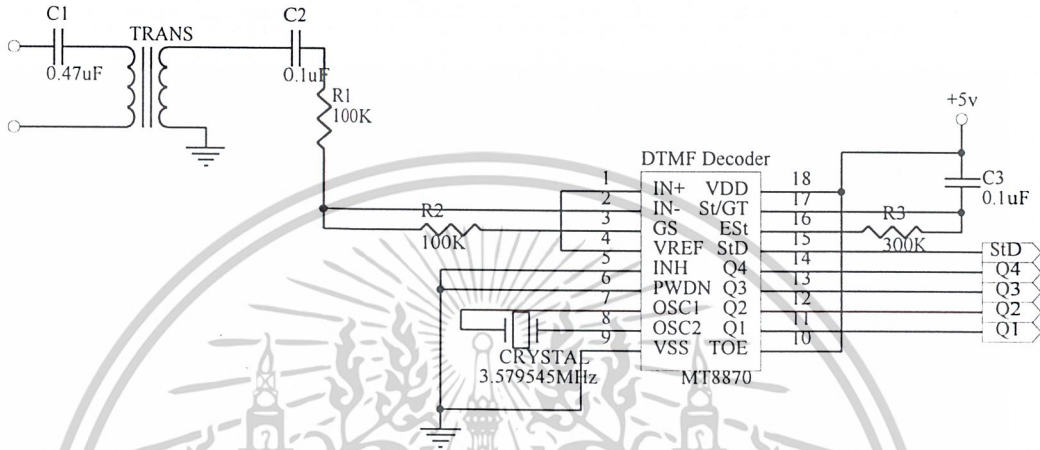 C1
0.47uF
TRANS
C2
0.1uF
R1
100K
+5v
C3
0.1uF
DTMF Decoder
1 IN+ VDD 18
2 IN- St/GT 17
3 GS ESt 16
4 VREF StD 15
5 INH Q4 14
6 PWDN Q3 13
7 OSC1 Q2 12
8 OSC2 Q1 11
9 VSS TOE 10
MT8870
R2
100K
R3
300K
CRYSTAL
3.579545MHz
StD
Q4
Q3
Q2
Q1